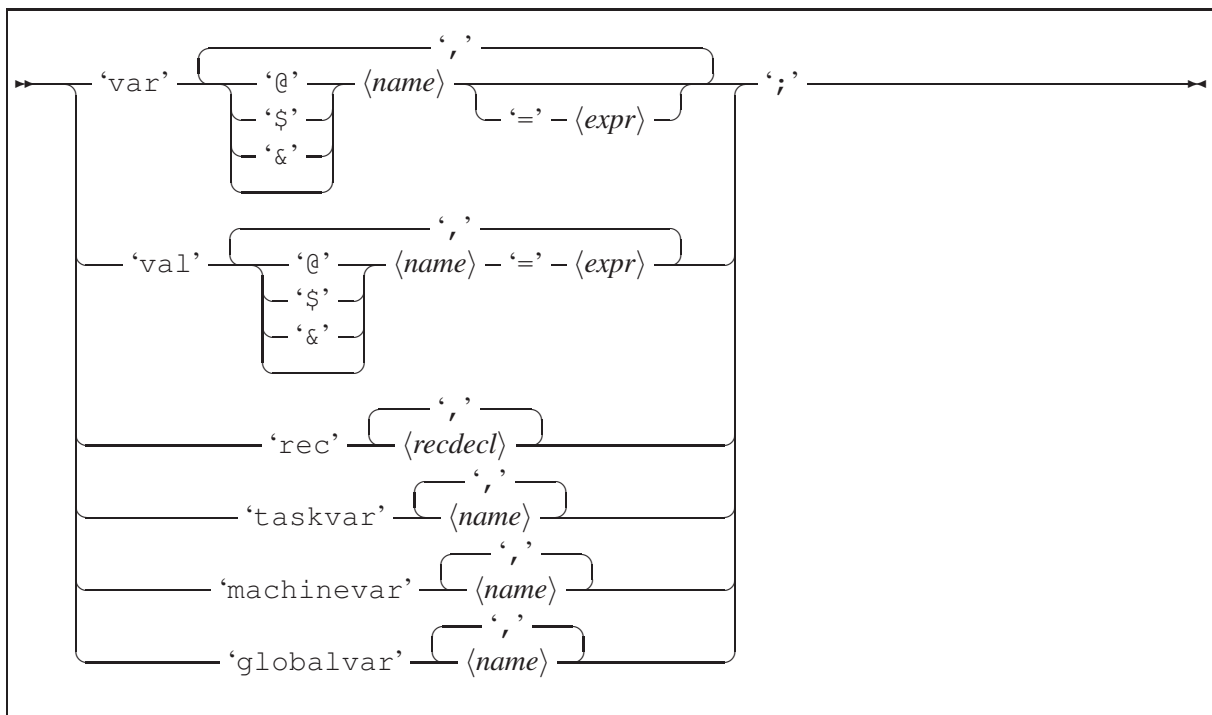 ‘,’
‘var’ ‘@’ ⟨name⟩ ‘;’
‘$’ ‘=’ ⟨expr⟩
‘&’
‘,’
‘val’ ‘@’ ⟨name⟩ ‘=’ ⟨expr⟩
‘$’
‘&’
‘,’
‘rec’ ⟨recdecl⟩
‘,’
‘taskvar’ ⟨name⟩
‘,’
‘machinevar’ ⟨name⟩
‘,’
‘globalvar’ ⟨name⟩